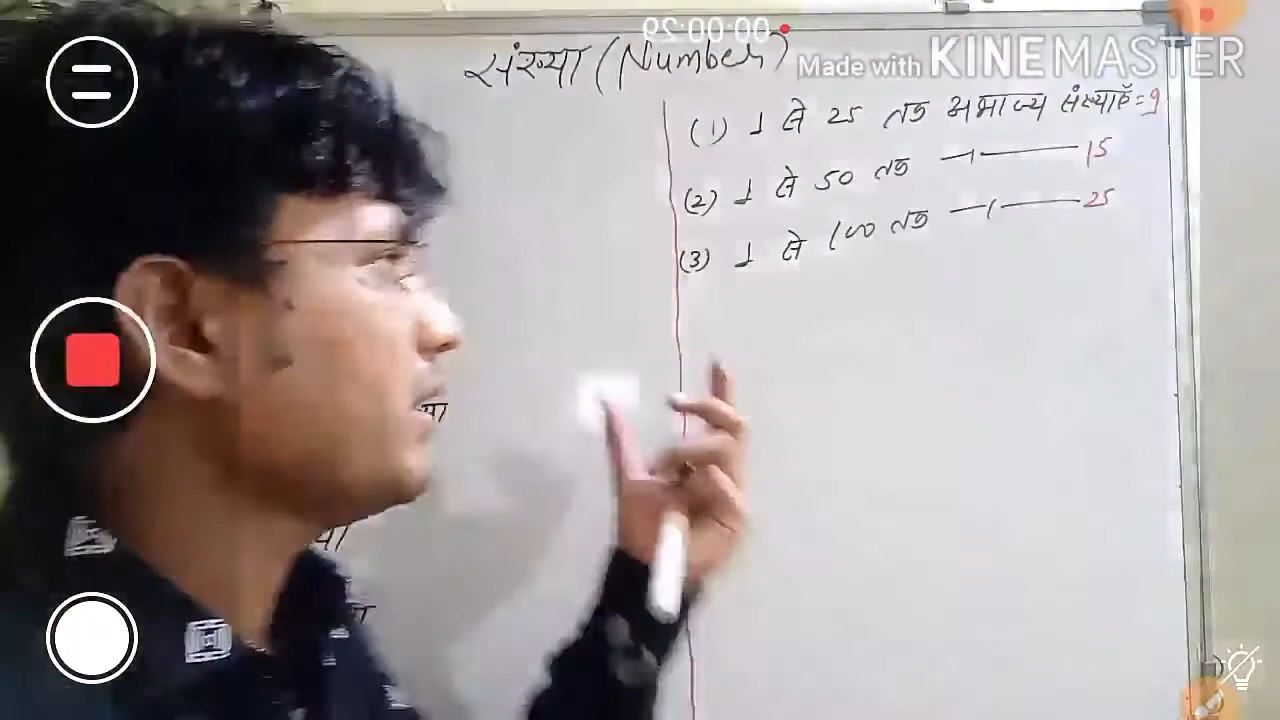 00:00:29
संख्या (Number)
Made with KINEMASTER
(1) 1 से 25 तक अभाज्य संख्याएँ = 9
(2) 1 से 50 तक —〃— 15
(3) 1 से 100 तक —〃— 25